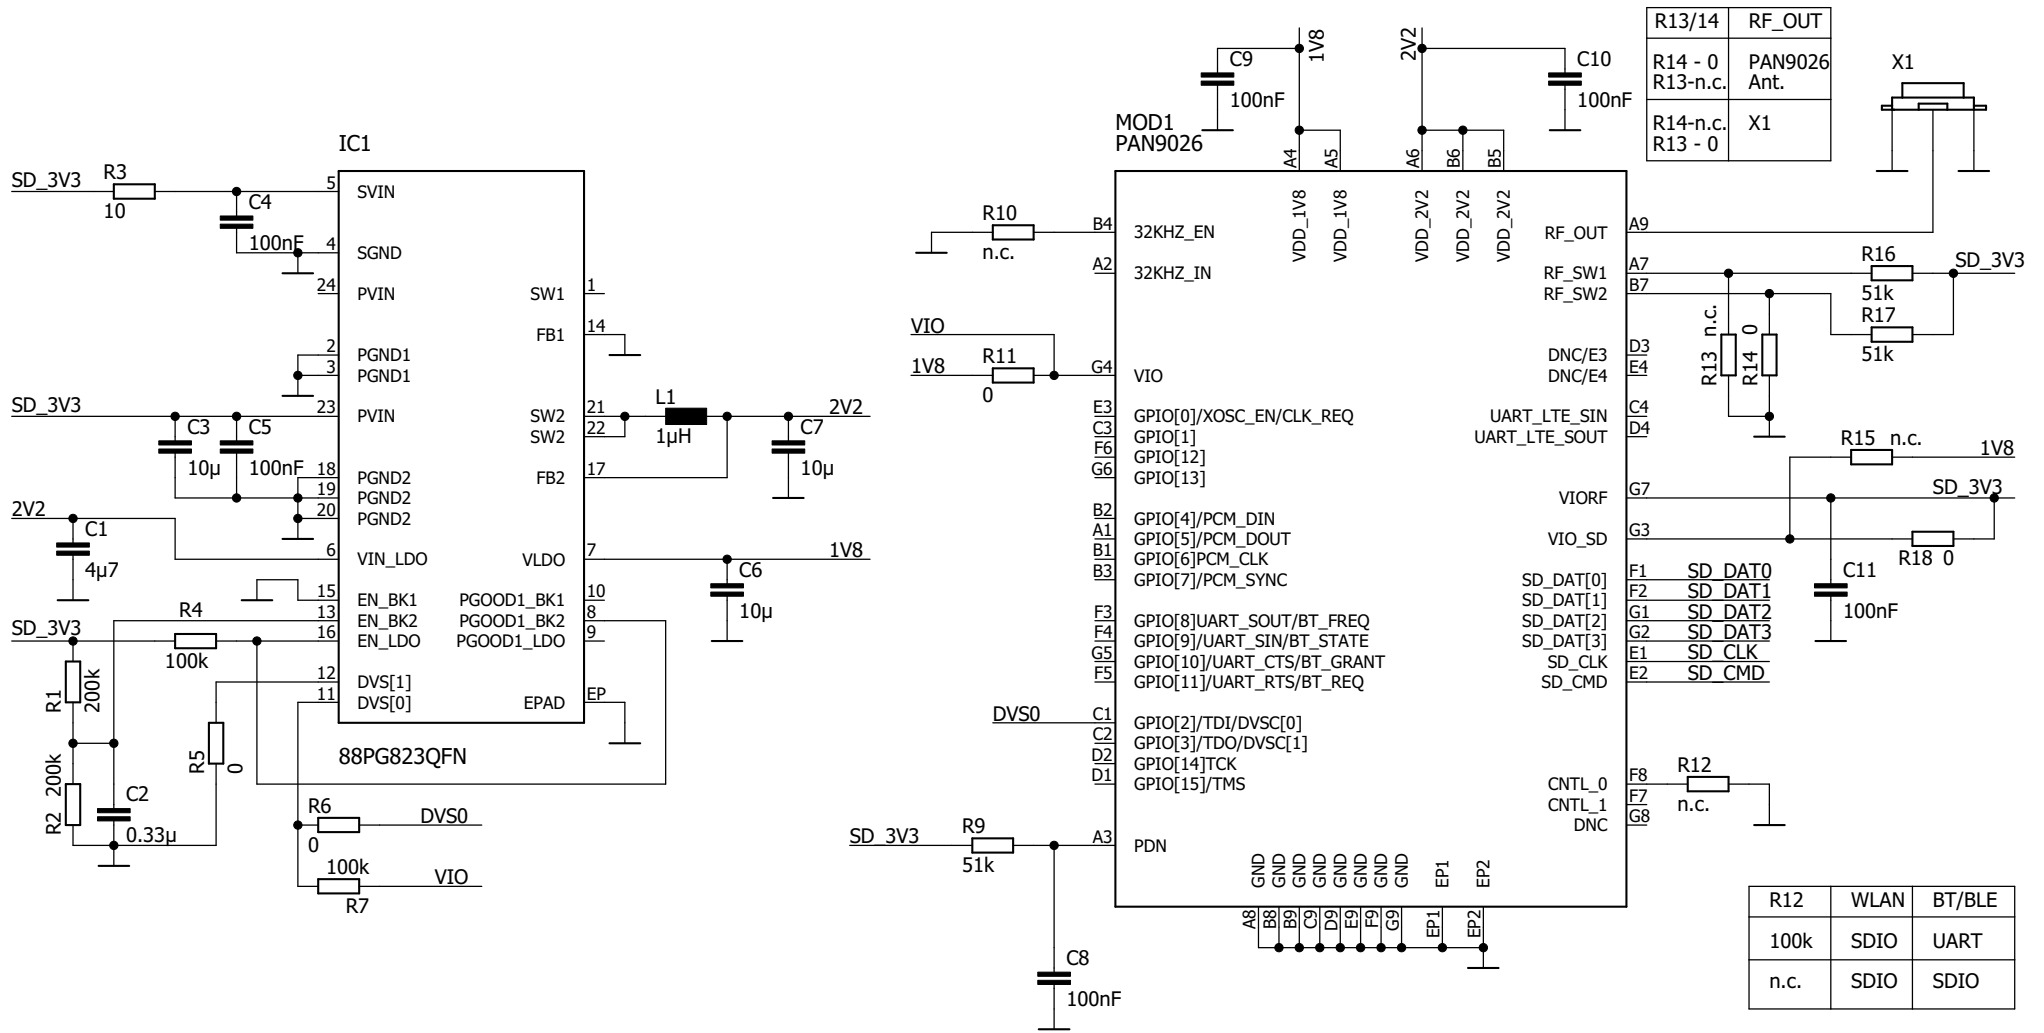 IC1
SD_3V3
R3
10
C4
100nF
5
SVIN
4
SGND
24
PVIN
SW1
1
FB1
14
2
PGND1
3
PGND1
SD_3V3
C3
10µ
C5
100nF
23
PVIN
SW2
21
SW2
22
L1
1µH
2V2
C7
10µ
18
PGND2
19
PGND2
20
PGND2
FB2
17
2V2
C1
4µ7
6
VIN_LDO
VLDO
7
1V8
C6
10µ
15
EN_BK1
PGOOD1_BK1
10
13
EN_BK2
PGOOD1_BK2
8
16
EN_LDO
PGOOD1_LDO
9
SD_3V3
R4
100k
R1
200k
12
DVS[1]
11
DVS[0]
EPAD
EP
88PG823QFN
R2
200k
C2
0.33µ
R5
0
R6
0
DVS0
100k
R7
VIO
MOD1
PAN9026
C9
100nF
1V8
2V2
C10
100nF
A4
A5
A6
B6
B5
VDD_1V8
VDD_1V8
VDD_2V2
VDD_2V2
VDD_2V2
R10
n.c.
B4
32KHZ_EN
A2
32KHZ_IN
VIO
1V8
R11
0
G4
VIO
E3
GPIO[0]/XOSC_EN/CLK_REQ
C3
GPIO[1]
F6
GPIO[12]
G6
GPIO[13]
B2
GPIO[4]/PCM_DIN
A1
GPIO[5]/PCM_DOUT
B1
GPIO[6]PCM_CLK
B3
GPIO[7]/PCM_SYNC
F3
GPIO[8]UART_SOUT/BT_FREQ
F4
GPIO[9]/UART_SIN/BT_STATE
G5
GPIO[10]/UART_CTS/BT_GRANT
F5
GPIO[11]/UART_RTS/BT_REQ
DVS0
C1
GPIO[2]/TDI/DVSC[0]
C2
GPIO[3]/TDO/DVSC[1]
D2
GPIO[14]TCK
D1
GPIO[15]/TMS
SD_3V3
R9
51k
A3
PDN
C8
100nF
GND
GND
GND
GND
GND
GND
GND
GND
EP1
EP2
A8
B8
B9
C9
D9
E9
F9
G9
EP1
EP2
R13/14 RF_OUT
R14 - 0 PAN9026
R13-n.c. Ant.
R14-n.c. X1
R13 - 0
X1
RF_OUT
A9
RF_SW1
A7
RF_SW2
B7
R16
51k
SD_3V3
R17
51k
R13 n.c.
R14 0
DNC/E3
D3
DNC/E4
E4
UART_LTE_SIN
C4
UART_LTE_SOUT
D4
R15 n.c.
1V8
VIORF
G7
SD_3V3
VIO_SD
G3
R18 0
C11
100nF
SD_DAT[0]
F1
SD_DAT0
SD_DAT[1]
F2
SD_DAT1
SD_DAT[2]
G1
SD_DAT2
SD_DAT[3]
G2
SD_DAT3
SD_CLK
E1
SD_CLK
SD_CMD
E2
SD_CMD
CNTL_0
F8
R12
n.c.
CNTL_1
F7
DNC
G8
R12 WLAN BT/BLE
100k SDIO UART
n.c. SDIO SDIO